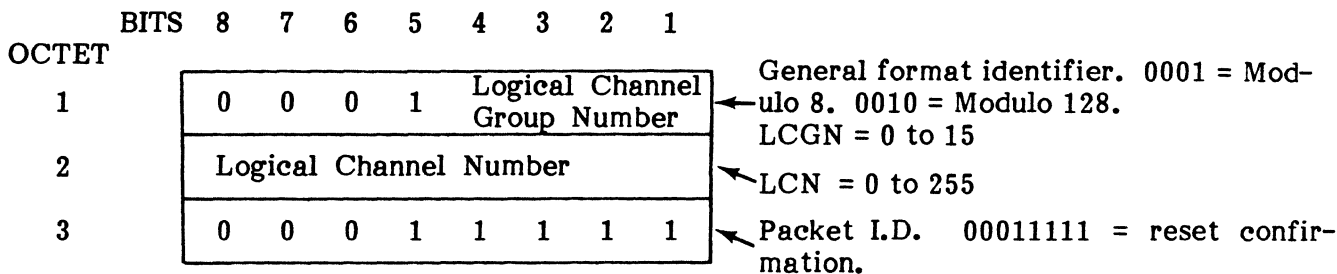 BITS 8 7 6 5 4 3 2 1
OCTET
1 0 0 0 1 Logical Channel
Group Number
General format identifier. 0001 = Mod-
ulo 8. 0010 = Modulo 128.
LCGN = 0 to 15
2 Logical Channel Number
LCN = 0 to 255
3 0 0 0 1 1 1 1 1
Packet I.D. 00011111 = reset confir-
mation.